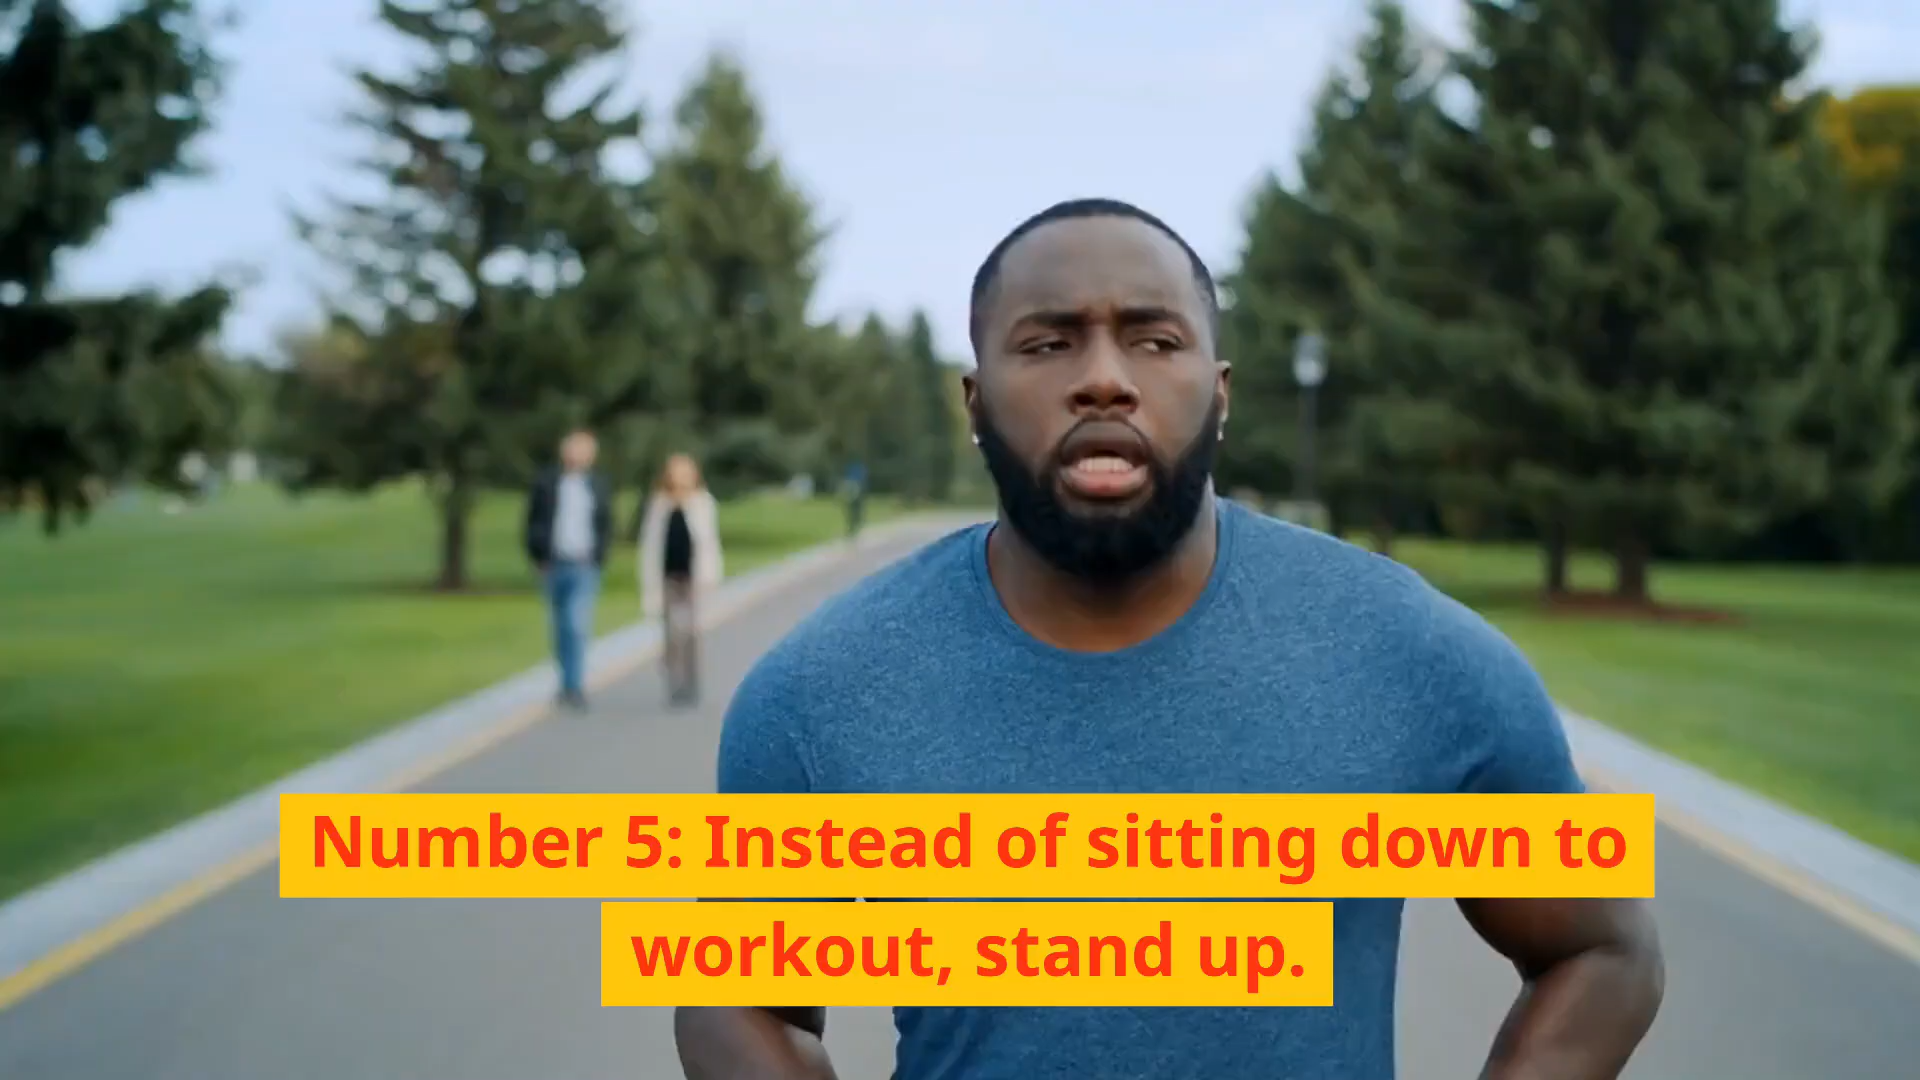 Number 5: Instead of sitting down to
workout, stand up.